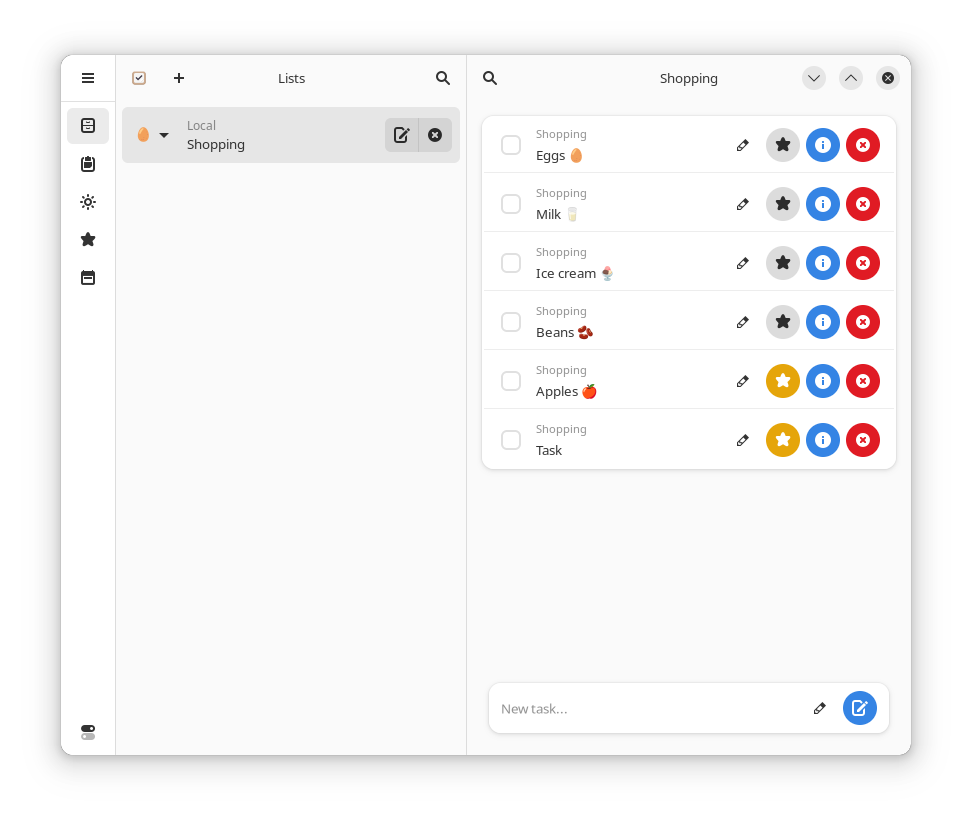 Lists
Shopping
Local
Shopping
Shopping
Eggs 🥚
Shopping
Milk 🥛
Shopping
Ice cream 🍨
Shopping
Beans 🫘
Shopping
Apples 🍎
Shopping
Task
New task...